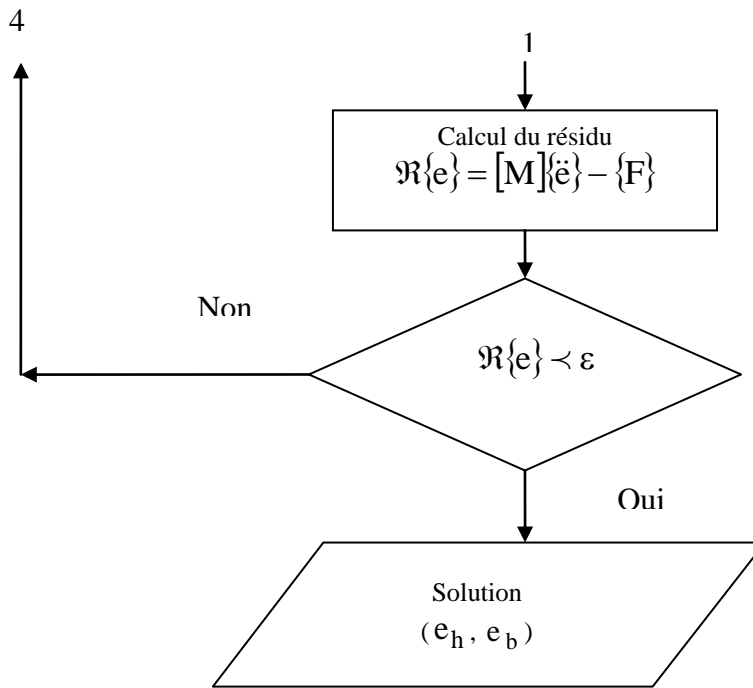 4
1
Calcul du résidu
ℜ{e} = [M]{ë} − {F}
Non
ℜ{e} ≺ ε
Oui
Solution
(e_h , e_b)